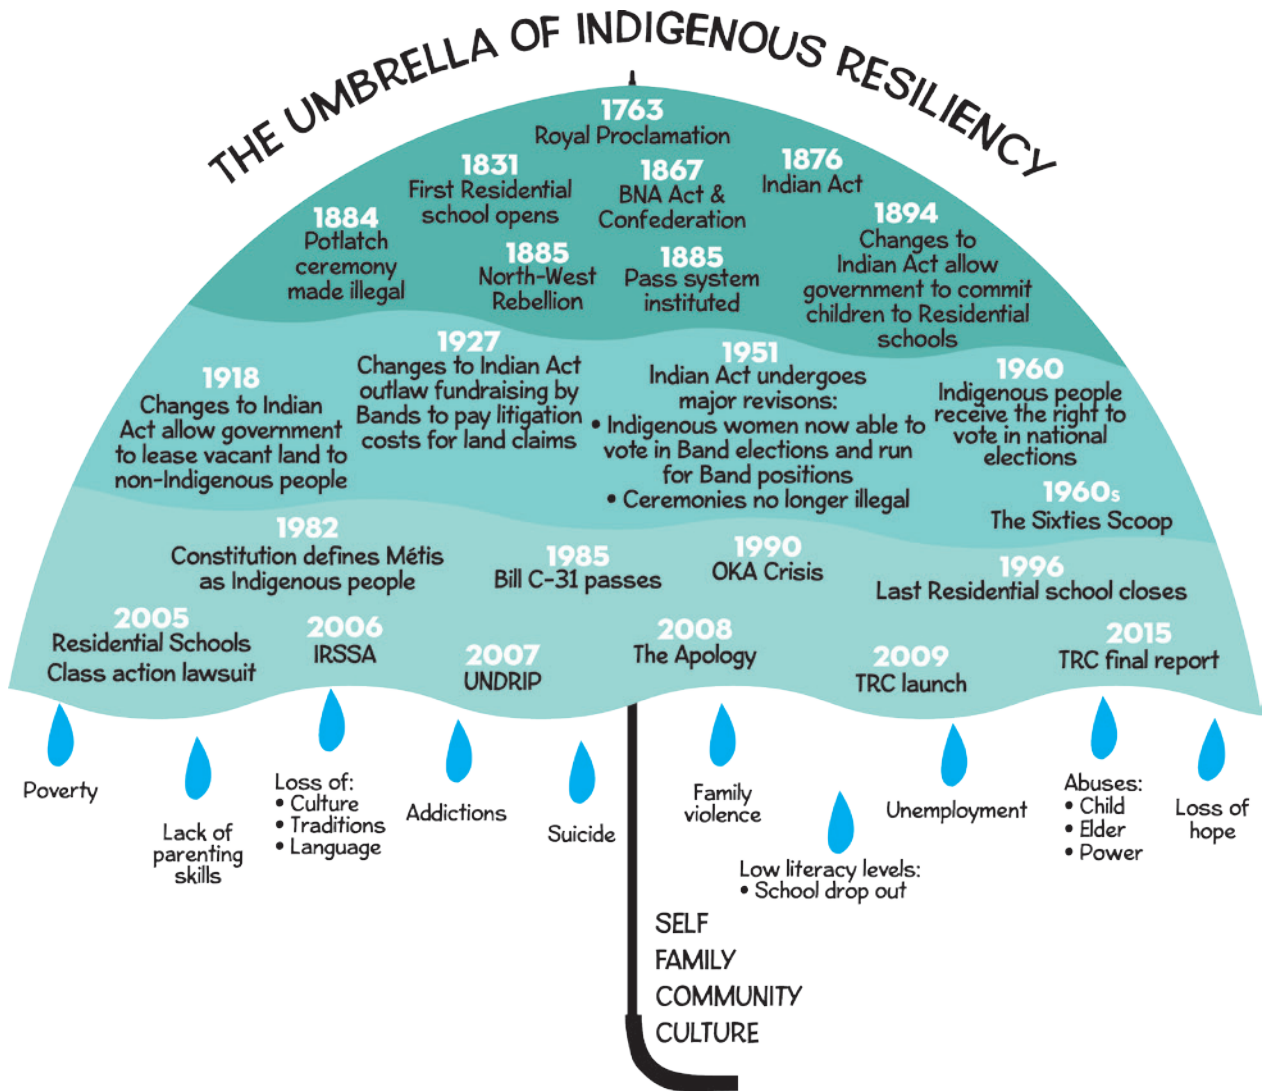 THE UMBRELLA OF INDIGENOUS RESILIENCY
1763
Royal Proclamation
1831
First Residential
school opens
1867
BNA Act &
Confederation
1876
Indian Act
1884
Potlatch
ceremony
made illegal
1885
North-West
Rebellion
1885
Pass system
instituted
1894
Changes to
Indian Act allow
government to commit
children to Residential
schools
1918
Changes to Indian
Act allow government
to lease vacant land to
non-Indigenous people
1927
Changes to Indian Act
outlaw fundraising by
Bands to pay litigation
costs for land claims
1951
Indian Act undergoes
major revisons:
• Indigenous women now able to
vote in Band elections and run
for Band positions
• Ceremonies no longer illegal
1960
Indigenous people
receive the right to
vote in national
elections
1960s
The Sixties Scoop
1982
Constitution defines Métis
as Indigenous people
1985
Bill C-31 passes
1990
OKA Crisis
1996
Last Residential school closes
2005
Residential Schools
Class action lawsuit
2006
IRSSA
2007
UNDRIP
2008
The Apology
2009
TRC launch
2015
TRC final report
Poverty
Lack of
parenting
skills
Loss of:
• Culture
• Traditions
• Language
Addictions
Suicide
Family
violence
Low literacy levels:
• School drop out
Unemployment
Abuses:
• Child
• Elder
• Power
Loss of
hope
SELF
FAMILY
COMMUNITY
CULTURE